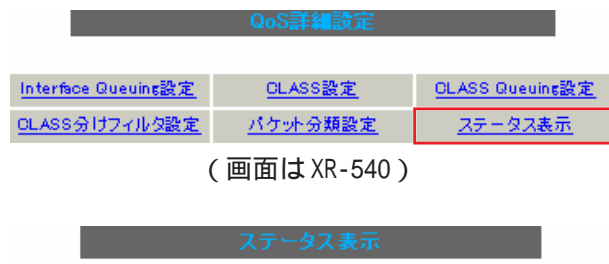 QoS詳細設定
Interface Queuing設定 CLASS設定 CLASS Queuing設定
CLASS分けフィルタ設定 パケット分類設定 ステータス表示
(画面はXR-540)
ステータス表示